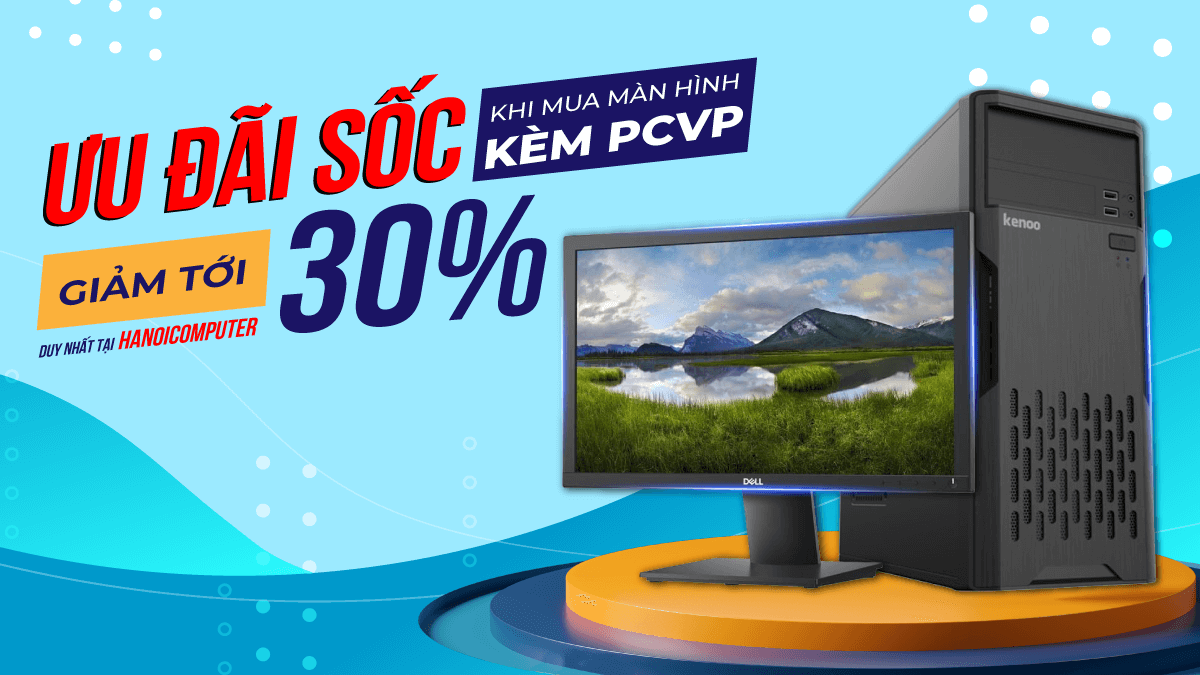 ƯU ĐÃI SỐC
KHI MUA MÀN HÌNH
KÈM PCVP
GIẢM TỚI
30%
DUY NHẤT TẠI HANOICOMPUTER
kenoo
DELL